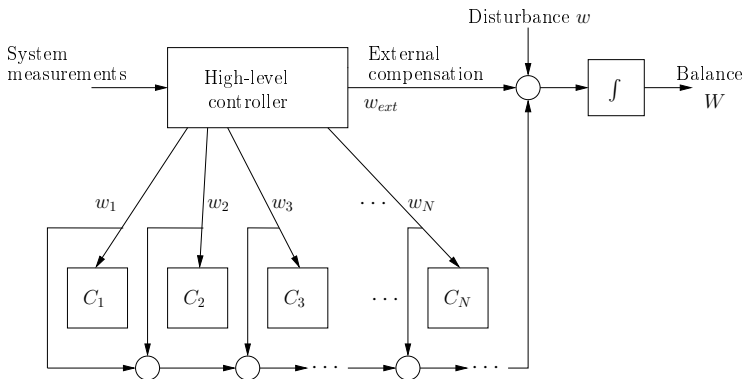 Disturbance w
System
measurements
High-level
controller
External
compensation
w_ext
∫
Balance
W
w_1
w_2
w_3
· · ·
w_N
C_1
C_2
C_3
· · ·
C_N
· · ·
· · ·